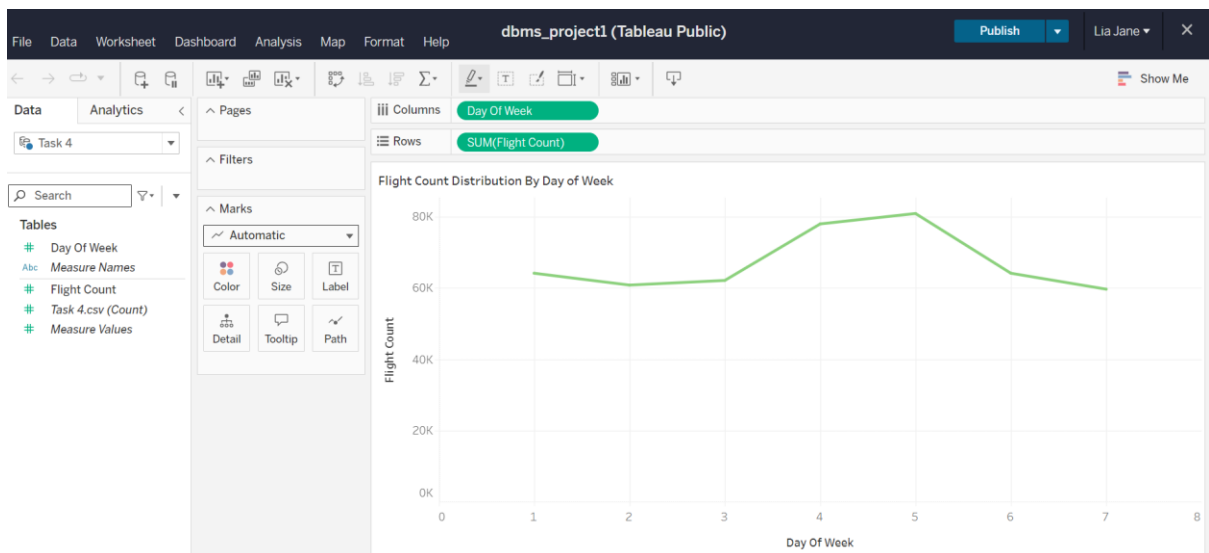 dbms_project1 (Tableau Public)
File Data Worksheet Dashboard Analysis Map Format Help
Publish
Lia Jane
Show Me
Data Analytics
Task 4
Search
Tables
Day Of Week
Abc Measure Names
Flight Count
Task 4.csv (Count)
Measure Values
Pages
Filters
Marks
Automatic
Color Size Label
Detail Tooltip Path
Columns Day Of Week
Rows SUM(Flight Count)
Flight Count Distribution By Day of Week
80K
60K
40K
20K
0K
Flight Count
0 1 2 3 4 5 6 7 8
Day Of Week